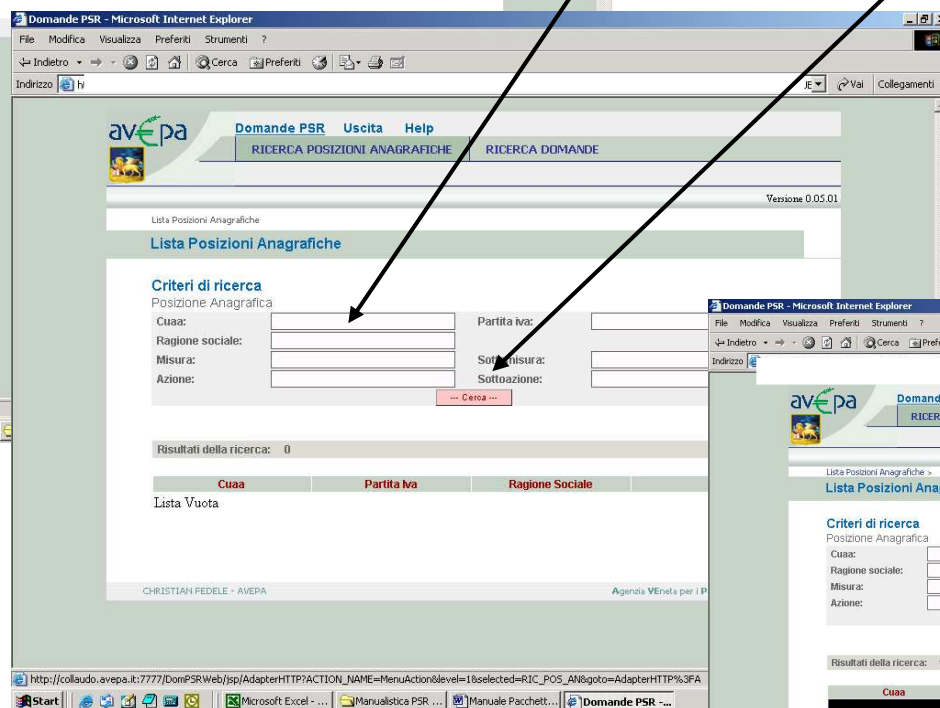 Domande PSR - Microsoft Internet Explorer
File Modifica Visualizza Preferiti Strumenti ?
Indietro Cerca Preferiti
Indirizzo Vai Collegamenti
avepa Domande PSR Uscita Help
RICERCA POSIZIONI ANAGRAFICHE RICERCA DOMANDE
Versione 0.05.01
Lista Posizioni Anagrafiche
Lista Posizioni Anagrafiche
Criteri di ricerca
Posizione Anagrafica
Cuaa: Partita iva:
Ragione sociale:
Misura:
Azione: Sottoazione:
--- Cerca ---
Risultati della ricerca: 0
Cuaa Partita Iva Ragione Sociale
Lista Vuota
CHRISTIAN FEDELE - AVEPA Agenzia VEneta per i P
http://collaudo.avepa.it:7777/DomPSRWeb/jsp/AdapterHTTP?ACTION_NAME=MenuAction&level=1&selected=RIC_POS_AN&goto=AdapterHTTP%3FA
Start Microsoft Excel - ... Manualistica PSR ... Manuale Pacchett... Domande PSR -...
Domande PSR - Microsoft Internet Explorer
File Modifica Visualizza Preferiti Strumenti ?
Indietro Cerca Prefe
Indirizzo
avepa Domand
RICER
Lista Posizioni Anagrafiche >
Lista Posizioni Ana
Criteri di ricerca
Posizione Anagrafica
Cuaa:
Ragione sociale:
Misura:
Azione:
Risultati della ricerca:
Cuaa